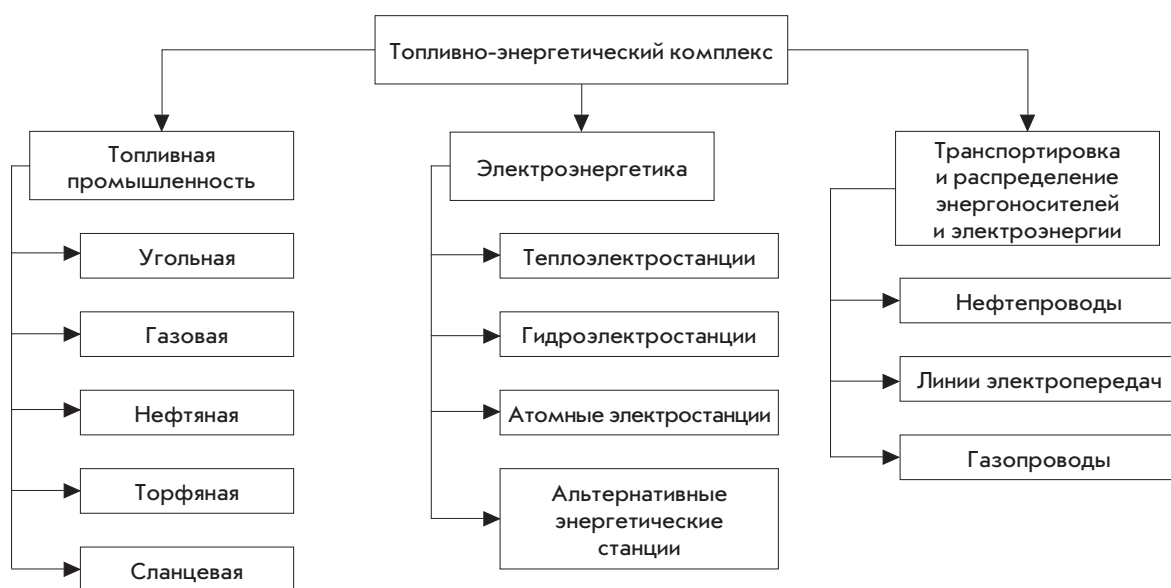 Топливно-энергетический комплекс
Топливная
промышленность
Угольная
Газовая
Нефтяная
Торфяная
Сланцевая
Электроэнергетика
Теплоэлектростанции
Гидроэлектростанции
Атомные электростанции
Альтернативные
энергетические
станции
Транспортировка
и распределение
энергоносителей
и электроэнергии
Нефтепроводы
Линии электропередач
Газопроводы